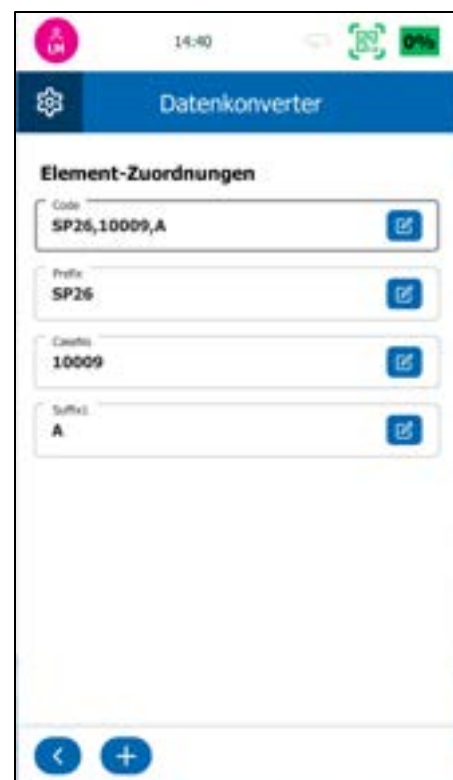 LM
14:40
0%
Datenkonverter
Element-Zuordnungen
Code
SP26,10009,A
Prefix
SP26
CaseNo
10009
Suffix1
A